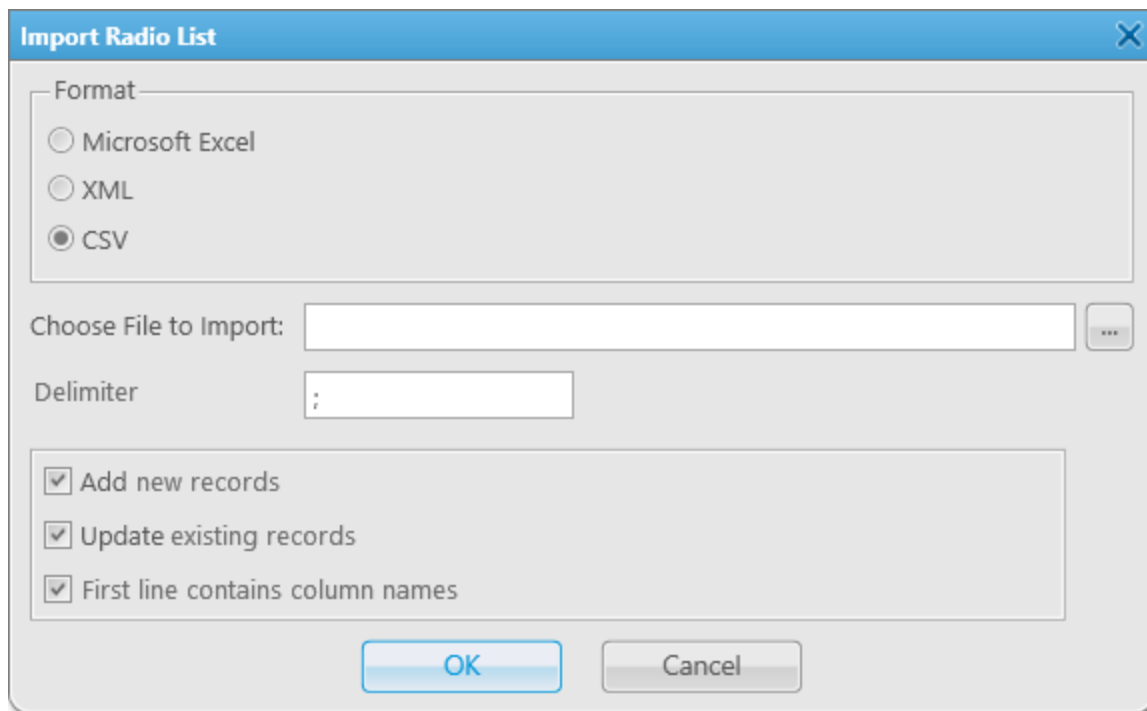 Import Radio List
Format
Microsoft Excel
XML
CSV
Choose File to Import:
...
Delimiter
;
Add new records
Update existing records
First line contains column names
OK
Cancel